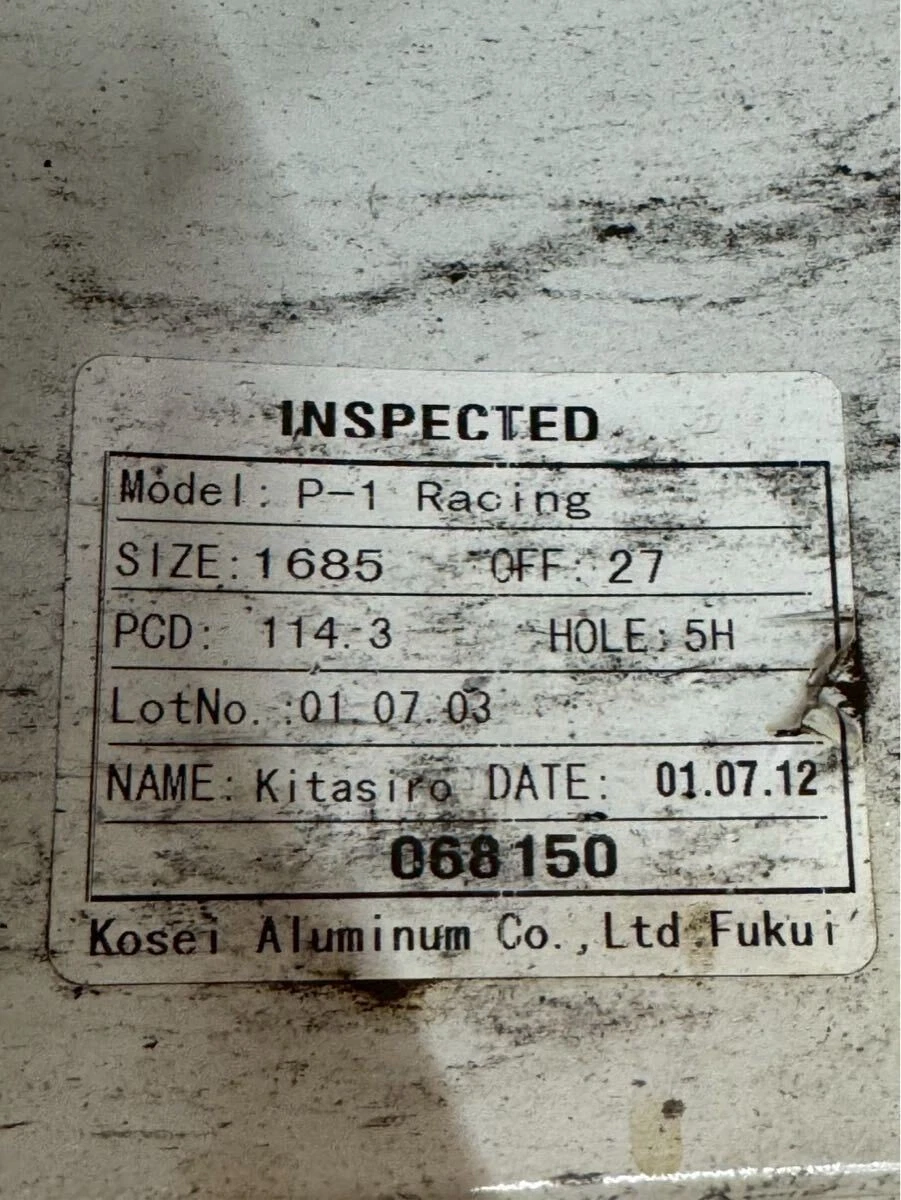 INSPECTED
Model: P-1 Racing
SIZE:1685 OFF: 27
PCD: 114.3 HOLE: 5H
LotNo. :01.07.03
NAME: Kitasiro DATE: 01.07.12
068150
Kosei Aluminum Co.,Ltd.Fukui